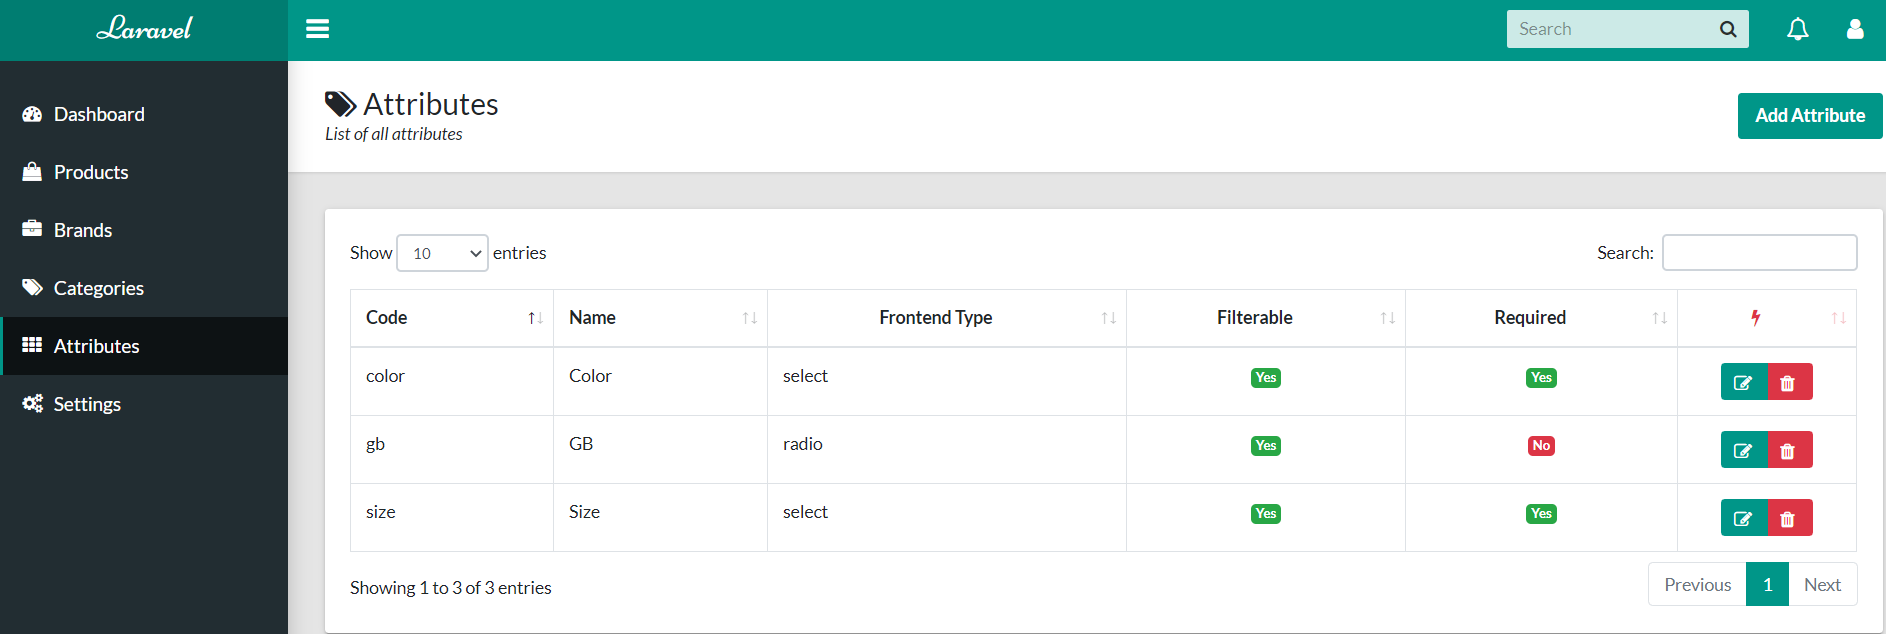 Laravel
Search
Dashboard
Products
Brands
Categories
Attributes
Settings
Attributes
List of all attributes
Add Attribute
Show 10 entries
Search:
Code Name Frontend Type Filterable Required
color Color select Yes Yes
gb GB radio Yes No
size Size select Yes Yes
Showing 1 to 3 of 3 entries
Previous 1 Next